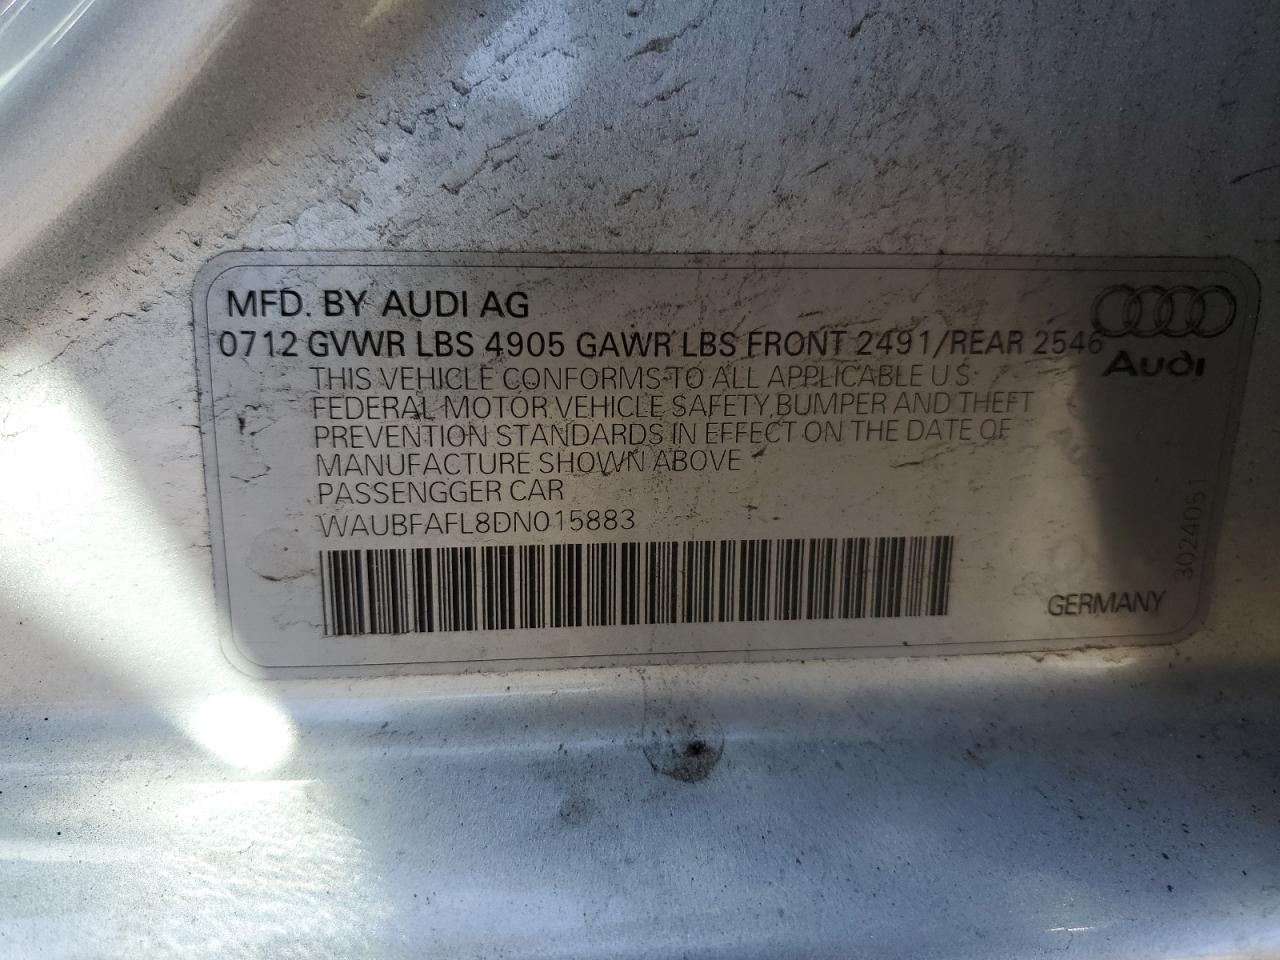 MFD. BY AUDI AG
0712 GVWR LBS 4905 GAWR LBS FRONT 2491/REAR 2546
Audi
THIS VEHICLE CONFORMS TO ALL APPLICABLE U.S.
FEDERAL MOTOR VEHICLE SAFETY, BUMPER AND THEFT
PREVENTION STANDARDS IN EFFECT ON THE DATE OF
MANUFACTURE SHOWN ABOVE
PASSENGGER CAR
WAUBFAFL8DN015883
GERMANY
3024051